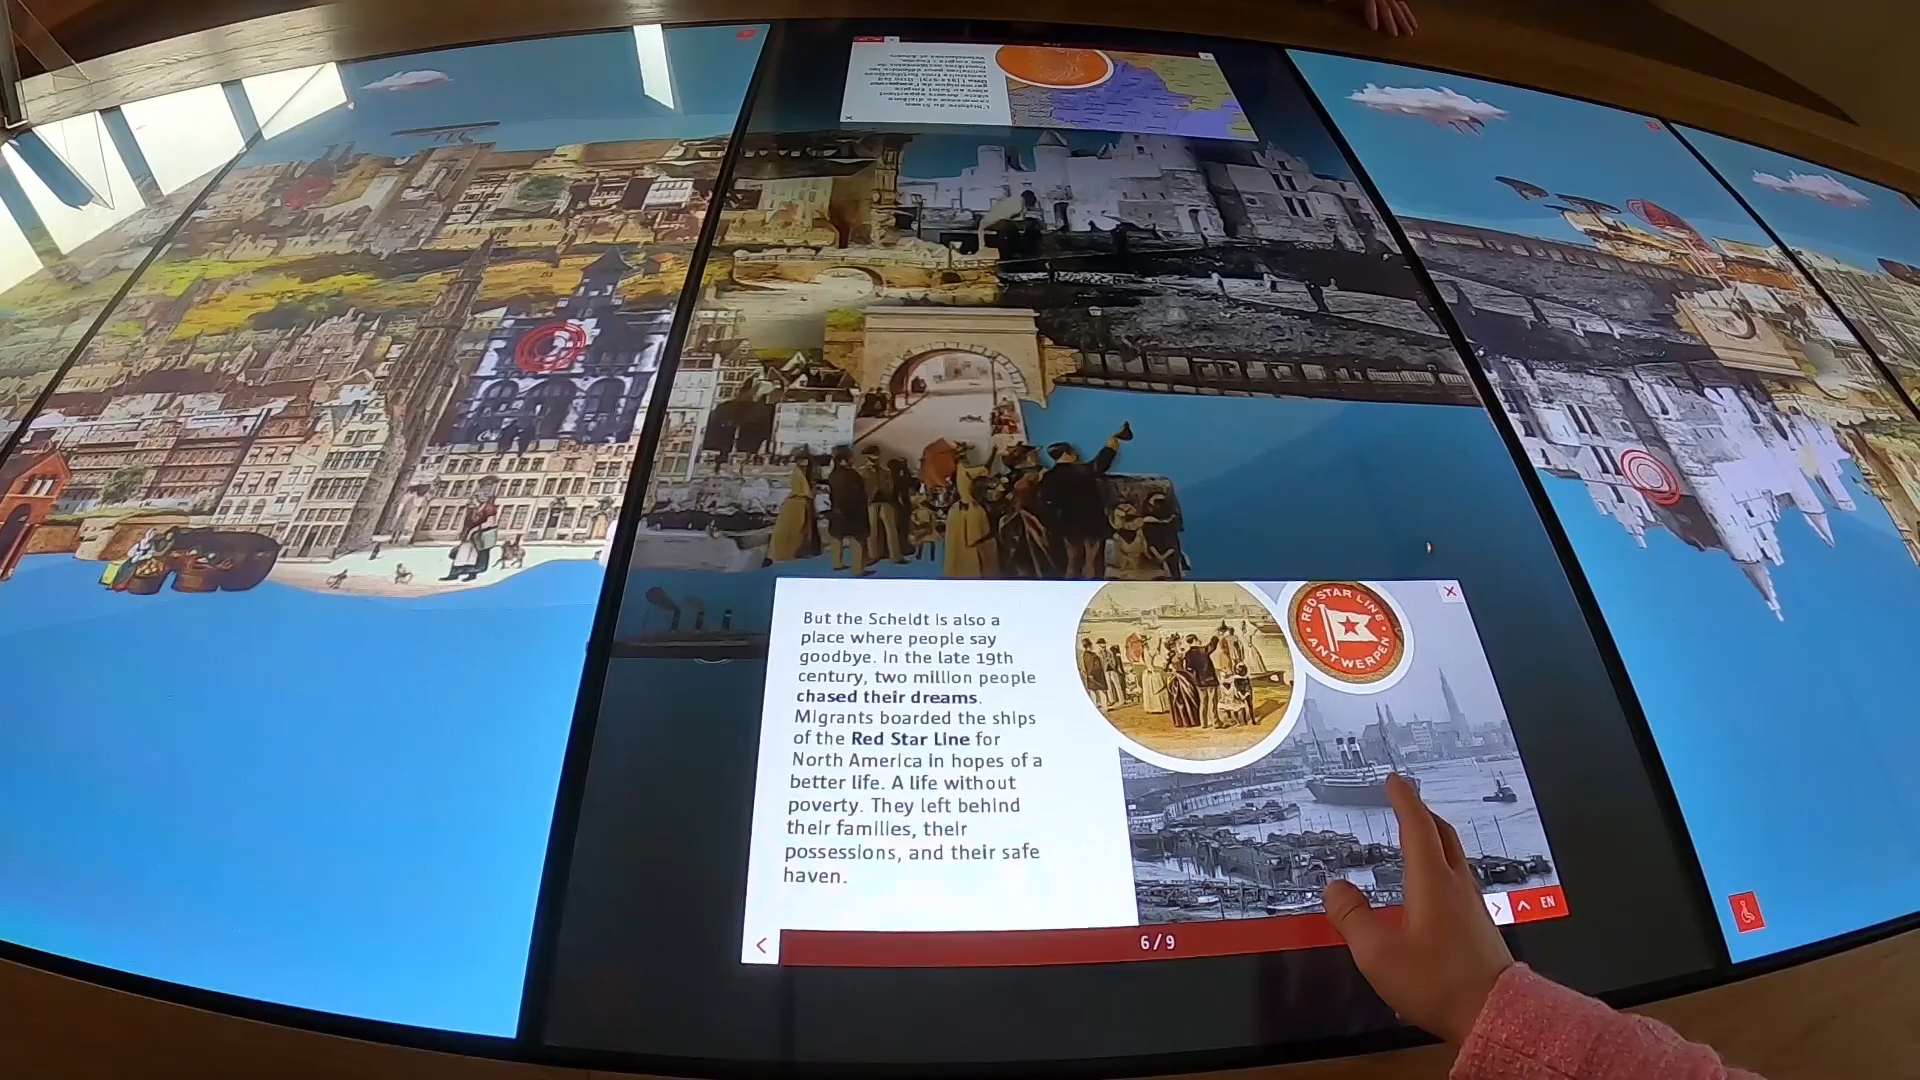 But the Scheldt is also a
place where people say
goodbye. In the late 19th
century, two million people
chased their dreams.
Migrants boarded the ships
of the Red Star Line for
North America in hopes of a
better life. A life without
poverty. They left behind
their families, their
possessions, and their safe
haven.
RED STAR LINE
ANTWERPEN
< 6/9 > ^ EN